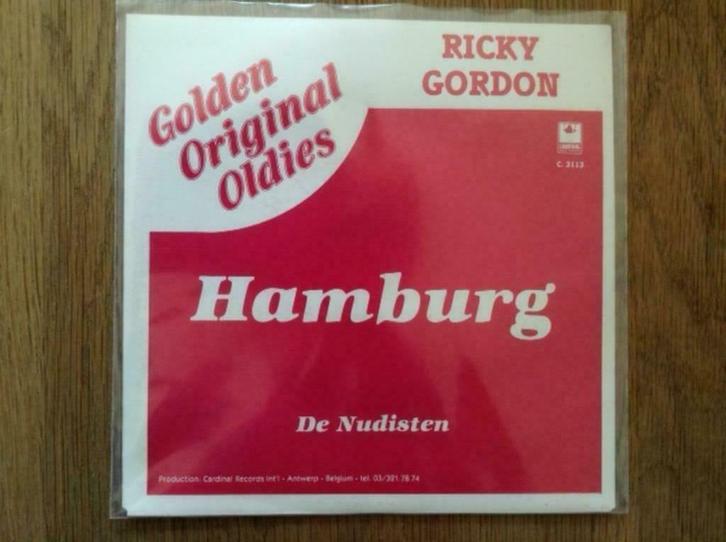 Golden
Original
Oldies
RICKY
GORDON
C. 3113
Hamburg
De Nudisten
Production: Cardinal Records Int'l - Antwerp - Belgium - tel. 03/321.78.74